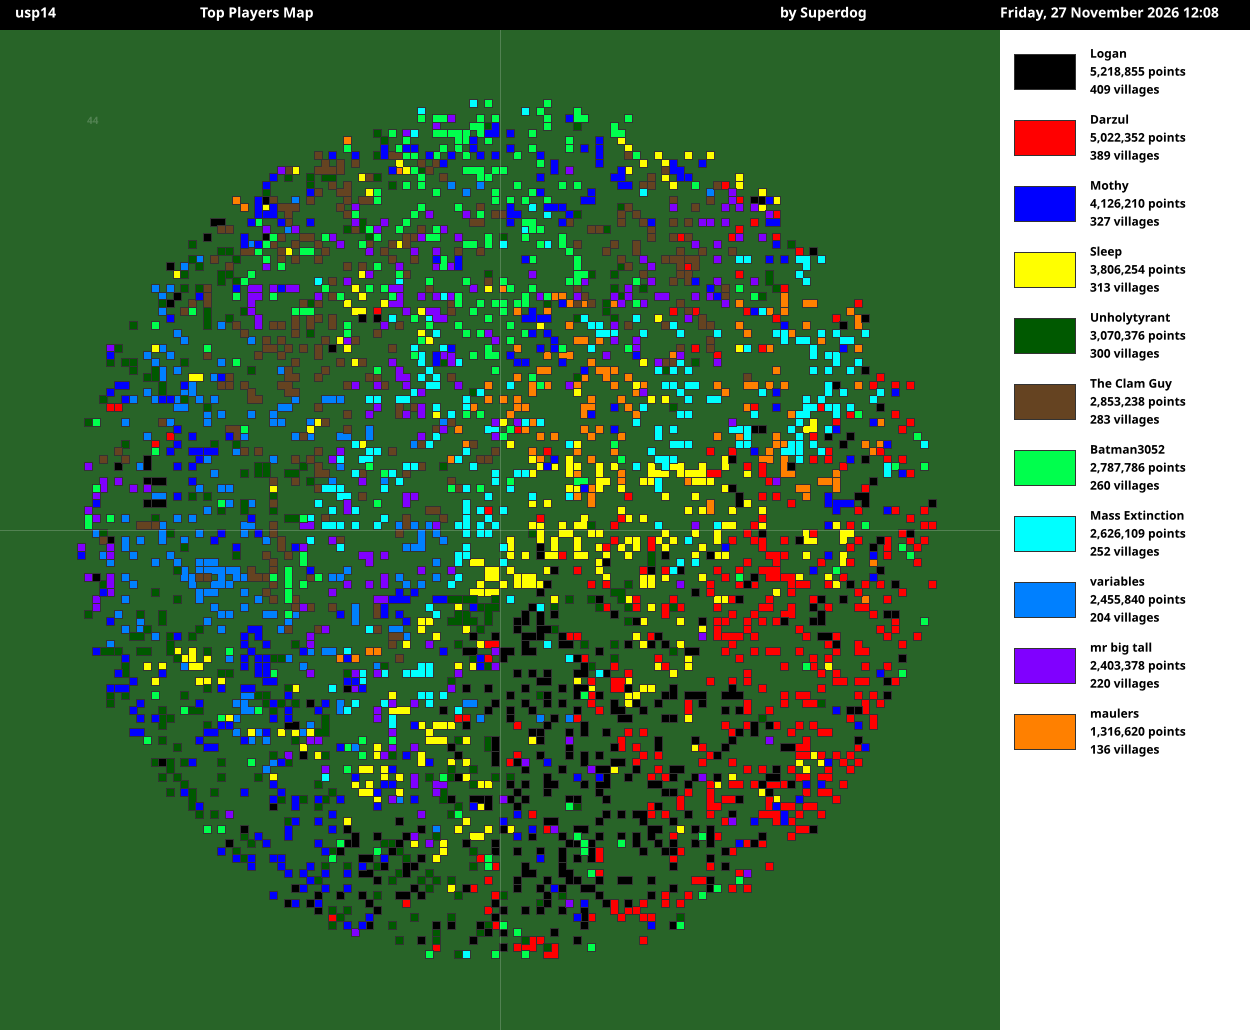 usp14 Top Players Map by Superdog Friday, 27 November 2026 12:08
44
Logan
5,218,855 points
409 villages
Darzul
5,022,352 points
389 villages
Mothy
4,126,210 points
327 villages
Sleep
3,806,254 points
313 villages
Unholytyrant
3,070,376 points
300 villages
The Clam Guy
2,853,238 points
283 villages
Batman3052
2,787,786 points
260 villages
Mass Extinction
2,626,109 points
252 villages
variables
2,455,840 points
204 villages
mr big tall
2,403,378 points
220 villages
maulers
1,316,620 points
136 villages